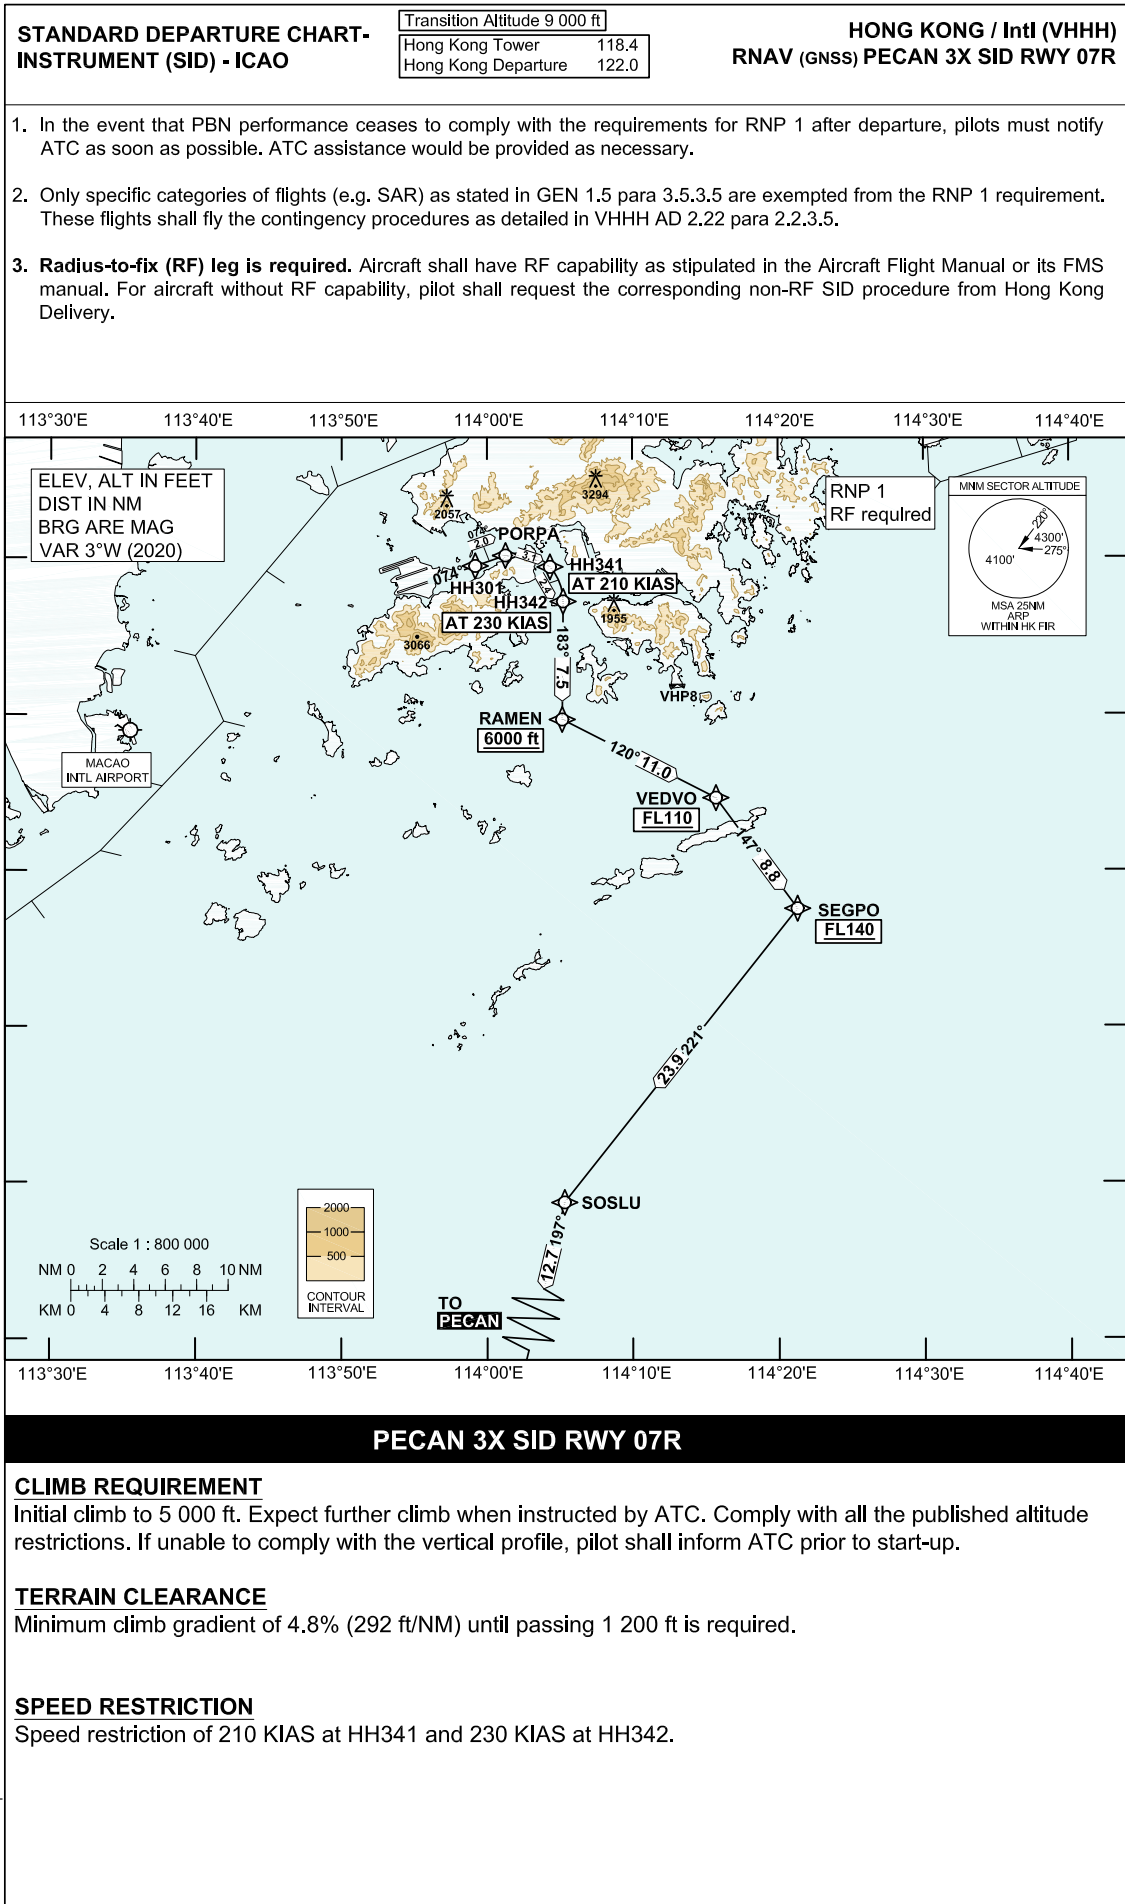 STANDARD DEPARTURE CHART-
INSTRUMENT (SID) - ICAO
Transition Altitude 9 000 ft
Hong Kong Tower 118.4
Hong Kong Departure 122.0
HONG KONG / Intl (VHHH)
RNAV (GNSS) PECAN 3X SID RWY 07R
1. In the event that PBN performance ceases to comply with the requirements for RNP 1 after departure, pilots must notify
ATC as soon as possible. ATC assistance would be provided as necessary.
2. Only specific categories of flights (e.g. SAR) as stated in GEN 1.5 para 3.5.3.5 are exempted from the RNP 1 requirement.
These flights shall fly the contingency procedures as detailed in VHHH AD 2.22 para 2.2.3.5.
3. Radius-to-fix (RF) leg is required. Aircraft shall have RF capability as stipulated in the Aircraft Flight Manual or its FMS
manual. For aircraft without RF capability, pilot shall request the corresponding non-RF SID procedure from Hong Kong
Delivery.
113°30'E 113°40'E 113°50'E 114°00'E 114°10'E 114°20'E 114°30'E 114°40'E
ELEV, ALT IN FEET
DIST IN NM
BRG ARE MAG
VAR 3°W (2020)
RNP 1
RF required
MNM SECTOR ALTITUDE
220°
4300'
275°
4100'
MSA 25NM
ARP
WITHIN HK FIR
3294
2057
PORPA
074°
2.0
074°
HH301
HH341
AT 210 KIAS
HH342
AT 230 KIAS
2.4
1955
3066
183° 7.5
VHP8
RAMEN
6000 ft
120° 11.0
MACAO
INTL AIRPORT
VEDVO
FL110
147° 8.8
SEGPO
FL140
23.9 221°
SOSLU
12.7 197°
TO
PECAN
Scale 1 : 800 000
NM 0 2 4 6 8 10 NM
KM 0 4 8 12 16 KM
2000
1000
500
CONTOUR
INTERVAL
113°30'E 113°40'E 113°50'E 114°00'E 114°10'E 114°20'E 114°30'E 114°40'E
PECAN 3X SID RWY 07R
CLIMB REQUIREMENT
Initial climb to 5 000 ft. Expect further climb when instructed by ATC. Comply with all the published altitude
restrictions. If unable to comply with the vertical profile, pilot shall inform ATC prior to start-up.
TERRAIN CLEARANCE
Minimum climb gradient of 4.8% (292 ft/NM) until passing 1 200 ft is required.
SPEED RESTRICTION
Speed restriction of 210 KIAS at HH341 and 230 KIAS at HH342.